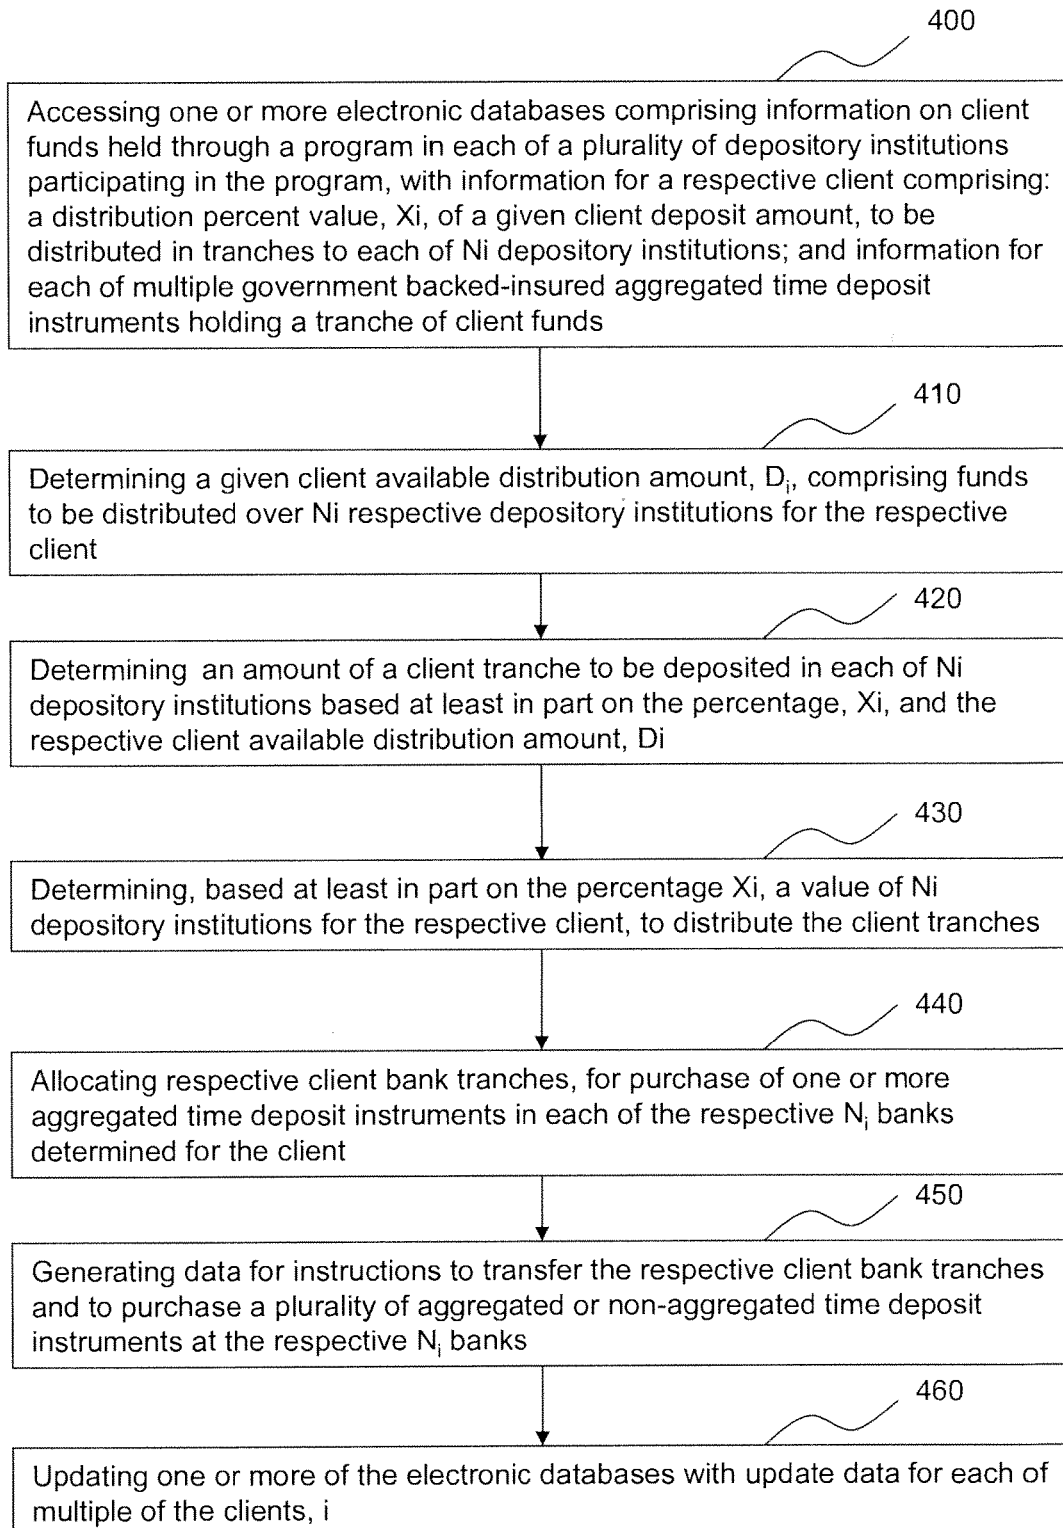 400
Accessing one or more electronic databases comprising information on client
funds held through a program in each of a plurality of depository institutions
participating in the program, with information for a respective client comprising:
a distribution percent value, Xi, of a given client deposit amount, to be
distributed in tranches to each of Ni depository institutions; and information for
each of multiple government backed-insured aggregated time deposit
instruments holding a tranche of client funds
410
Determining a given client available distribution amount, Di, comprising funds
to be distributed over Ni respective depository institutions for the respective
client
420
Determining an amount of a client tranche to be deposited in each of Ni
depository institutions based at least in part on the percentage, Xi, and the
respective client available distribution amount, Di
430
Determining, based at least in part on the percentage Xi, a value of Ni
depository institutions for the respective client, to distribute the client tranches
440
Allocating respective client bank tranches, for purchase of one or more
aggregated time deposit instruments in each of the respective Ni banks
determined for the client
450
Generating data for instructions to transfer the respective client bank tranches
and to purchase a plurality of aggregated or non-aggregated time deposit
instruments at the respective Ni banks
460
Updating one or more of the electronic databases with update data for each of
multiple of the clients, i